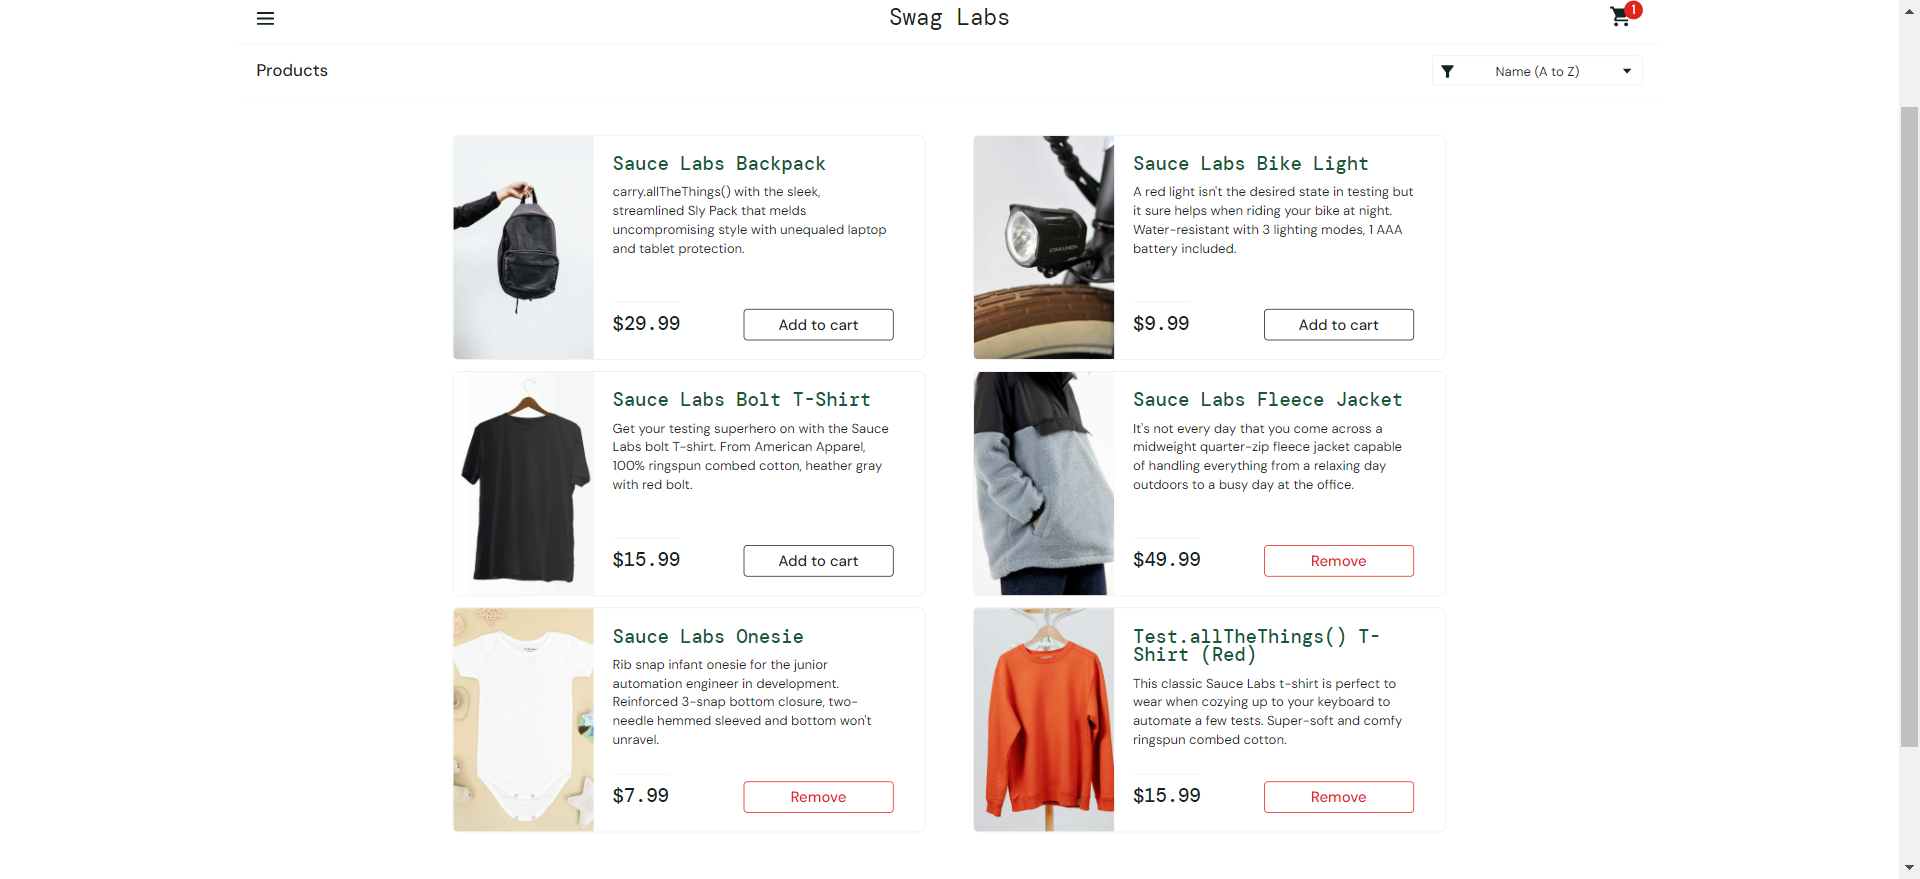 Swag Labs
1
Products
Name (A to Z)
Sauce Labs Backpack
carry.allTheThings() with the sleek,
streamlined Sly Pack that melds
uncompromising style with unequaled laptop
and tablet protection.
$29.99
Add to cart
Sauce Labs Bike Light
A red light isn't the desired state in testing but
it sure helps when riding your bike at night.
Water-resistant with 3 lighting modes, 1 AAA
battery included.
$9.99
Add to cart
Sauce Labs Bolt T-Shirt
Get your testing superhero on with the Sauce
Labs bolt T-shirt. From American Apparel,
100% ringspun combed cotton, heather gray
with red bolt.
$15.99
Add to cart
Sauce Labs Fleece Jacket
It's not every day that you come across a
midweight quarter-zip fleece jacket capable
of handling everything from a relaxing day
outdoors to a busy day at the office.
$49.99
Remove
Sauce Labs Onesie
Rib snap infant onesie for the junior
automation engineer in development.
Reinforced 3-snap bottom closure, two-
needle hemmed sleeved and bottom won't
unravel.
$7.99
Remove
Test.allTheThings() T-
Shirt (Red)
This classic Sauce Labs t-shirt is perfect to
wear when cozying up to your keyboard to
automate a few tests. Super-soft and comfy
ringspun combed cotton.
$15.99
Remove